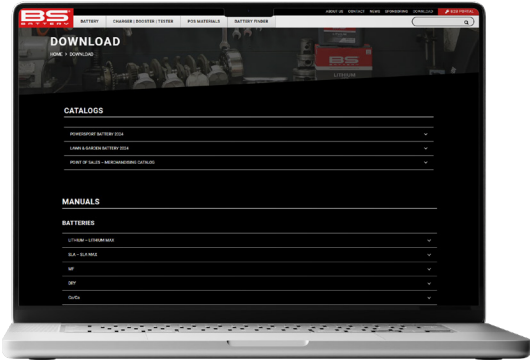 BS
BATTERY
ABOUT US CONTACT NEWS SPONSORING DOWNLOAD B2B PORTAL
BATTERY CHARGER | BOOSTER | TESTER POS MATERIALS BATTERY FINDER
DOWNLOAD
HOME > DOWNLOAD
BS
LITHIUM
CATALOGS
POWERSPORT BATTERY 2024
LAWN & GARDEN BATTERY 2024
POINT OF SALES – MERCHANDISING CATALOG
MANUALS
BATTERIES
LITHIUM – LITHIUM MAX
SLA – SLA MAX
MF
DRY